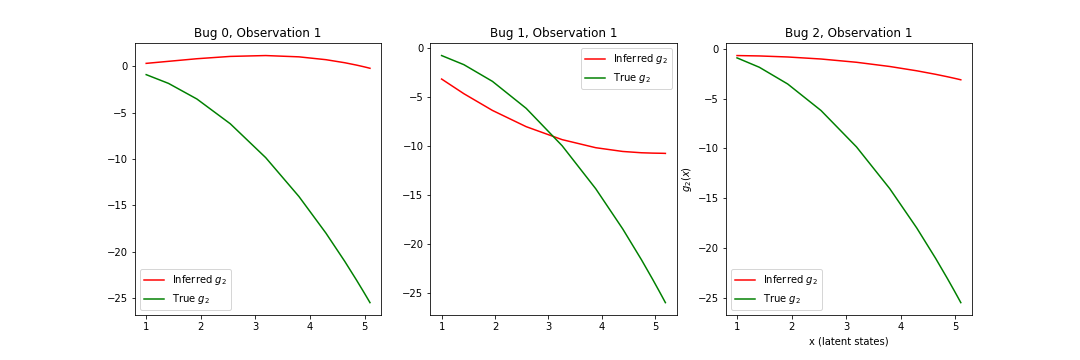 Bug 0, Observation 1
0
−5
−10
−15
−20
−25
1 2 3 4 5
Inferred g₂
True g₂
Bug 1, Observation 1
0
−5
−10
−15
−20
−25
1 2 3 4 5
Inferred g₂
True g₂
Bug 2, Observation 1
g₂(x)
0
−5
−10
−15
−20
−25
1 2 3 4 5
x (latent states)
Inferred g₂
True g₂